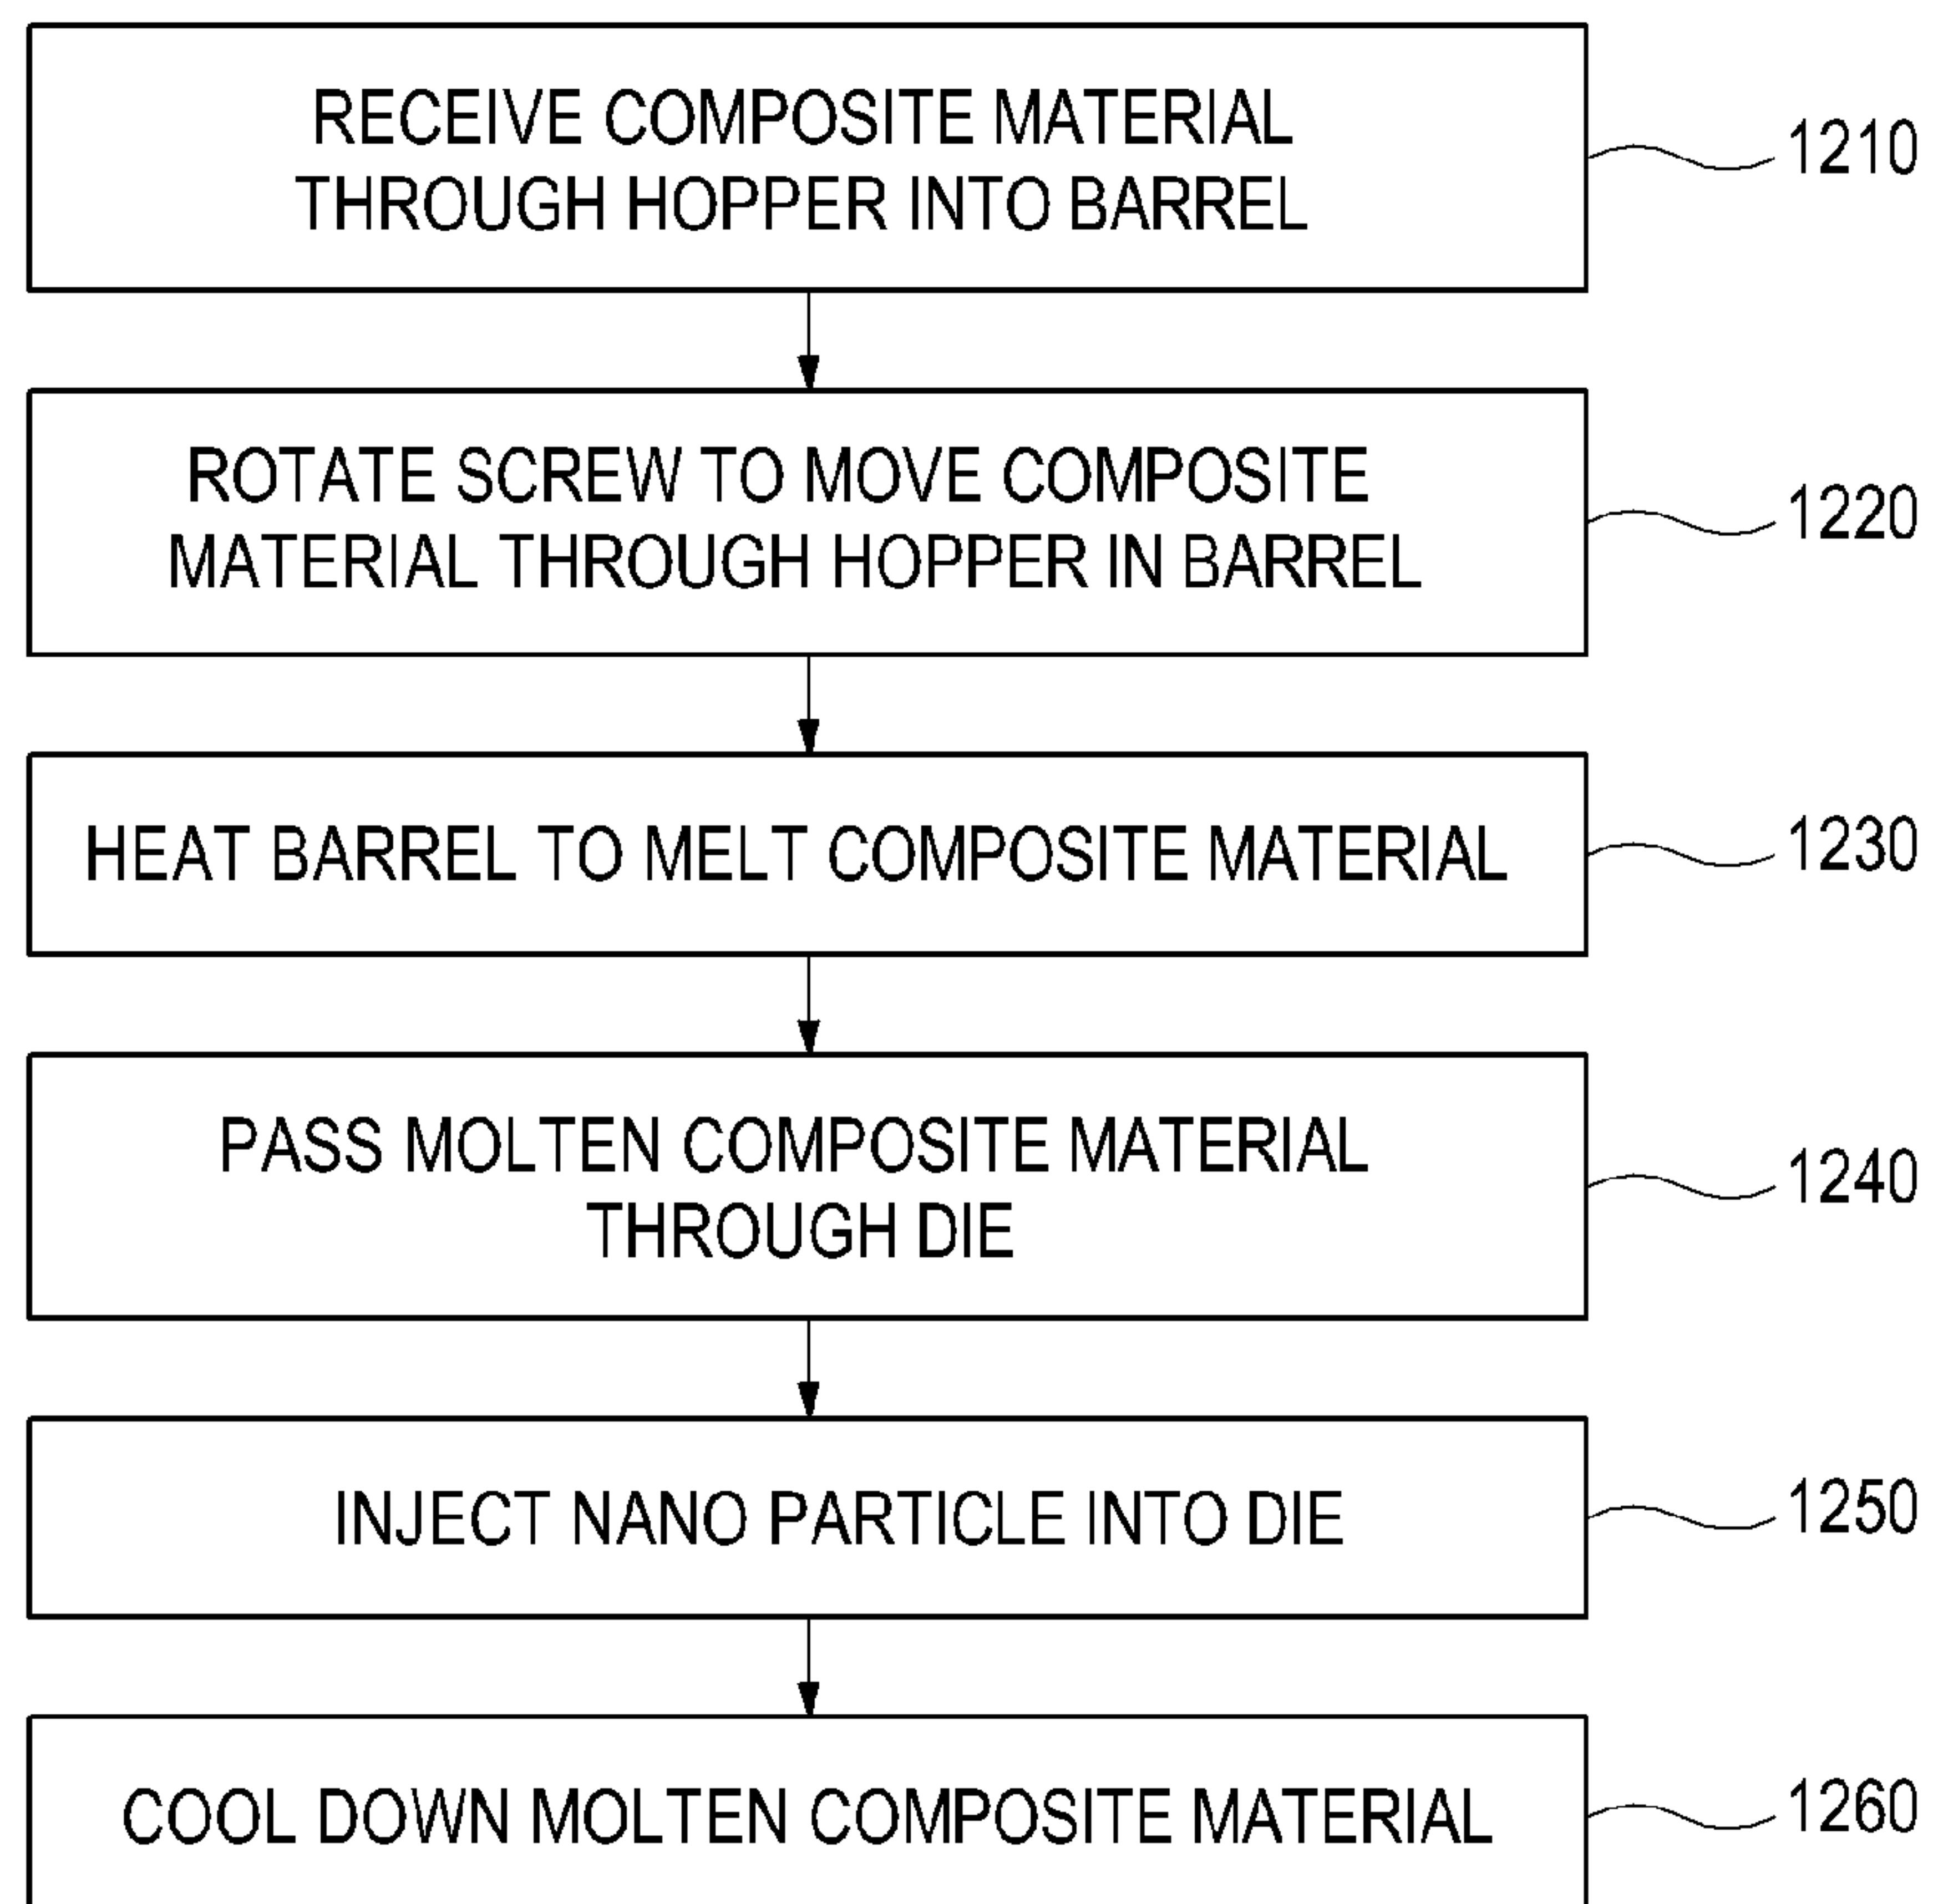 RECEIVE COMPOSITE MATERIAL
THROUGH HOPPER INTO BARREL
1210
ROTATE SCREW TO MOVE COMPOSITE
MATERIAL THROUGH HOPPER IN BARREL
1220
HEAT BARREL TO MELT COMPOSITE MATERIAL
1230
PASS MOLTEN COMPOSITE MATERIAL
THROUGH DIE
1240
INJECT NANO PARTICLE INTO DIE
1250
COOL DOWN MOLTEN COMPOSITE MATERIAL
1260